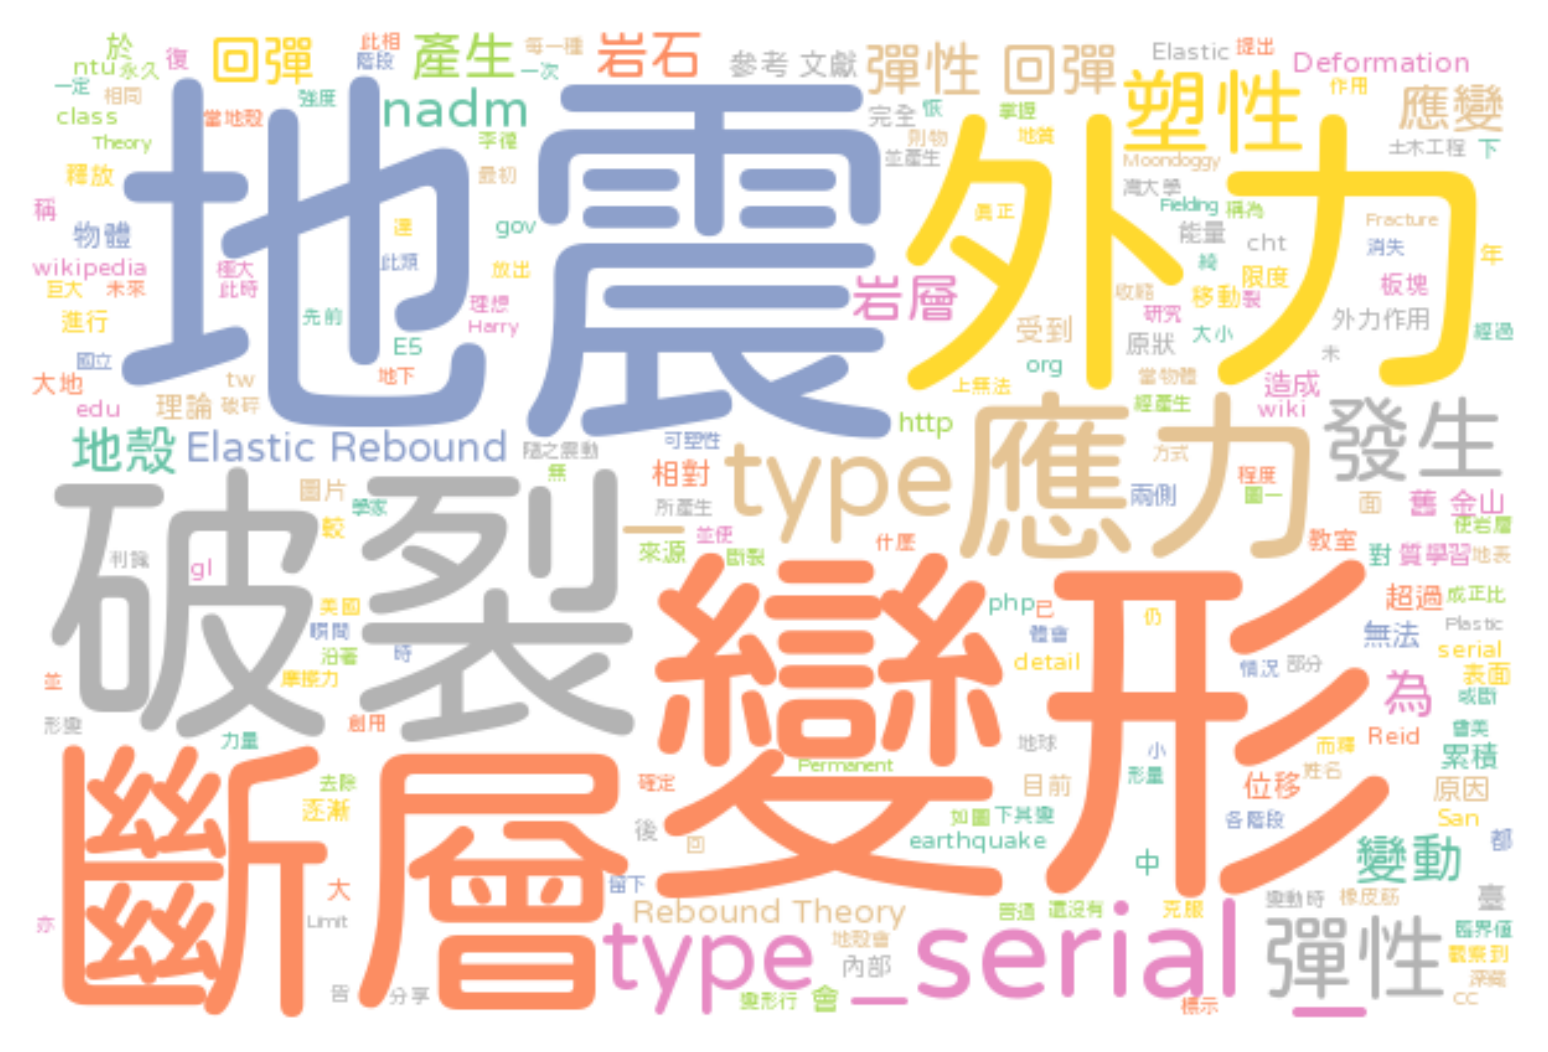 於
ntu
永久
復
回彈
此相
階段
產生
每一種
一次
岩石
參考 文獻
彈性 回彈
Elastic
提出
Deformation
一定
相同
class
Theory
當地殼
強度
nadm
李德
完全
恢
則物
並產生
掌握
地質
塑性
作用
應變
土木工程
下
釋放
稱
物體
wikipedia
巨大
未來
進行
國立
大地
edu
地震
最初
達
此類
極大
此時
先前
gov
放出
理想
Harry
E5
地下
tw
理論
破碎
岩層
外力
真正
Moondoggy
灣大學
Fielding
稱為
能量
cht
綺
限度
移動
裂
收縮
研究
原狀
大小
受到
org
上無法
當物體
Fracture
消失
年
板塊
外力作用
經過
未
造成
wiki
地殼
Elastic Rebound
隨之震動
無
可塑性
http
經產生
type
應力
方式
發生
相對
圖片
學家
較
破裂
所產生
_
並使
來源
斷裂
什麼
兩側
程度
圖一
面
舊 金山
使岩層
教室
對
質學習
地表
gl
美國
瞬間
沿著
摩擦力
時
並
形變
力量
創用
變形
php
已
體會
detail
仍
情況
部分
超過
成正比
Plastic
無法
serial
表面
或斷
為
會美
Reid
累積
而釋
姓名
位移
原因
San
各階段
都
變動
斷層
去除
逐漸
確定
Permanent
地球
目前
小
形量
後
回
如圖
下其變
earthquake
中
留下
大
亦
Limit
皆
分享
Rebound Theory
普通
還沒有
克服
變動時
橡皮筋
臺
臨界值
觀察到
深處
cc
type
地殼會
內部
變形行
會
_serial
標示
彈性
_